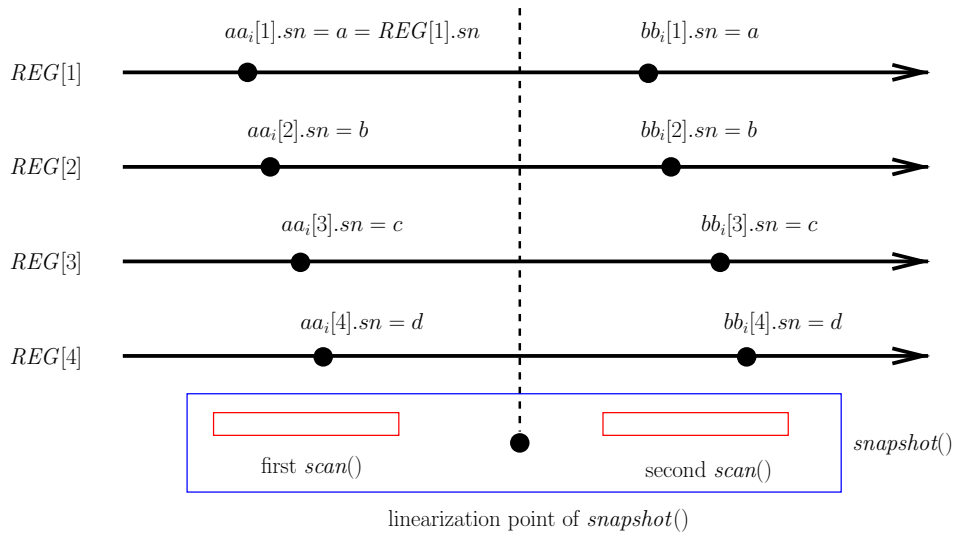 aa_i[1].sn = a = REG[1].sn bb_i[1].sn = a
REG[1]
aa_i[2].sn = b bb_i[2].sn = b
REG[2]
aa_i[3].sn = c bb_i[3].sn = c
REG[3]
aa_i[4].sn = d bb_i[4].sn = d
REG[4]
snapshot()
first scan() second scan()
linearization point of snapshot()